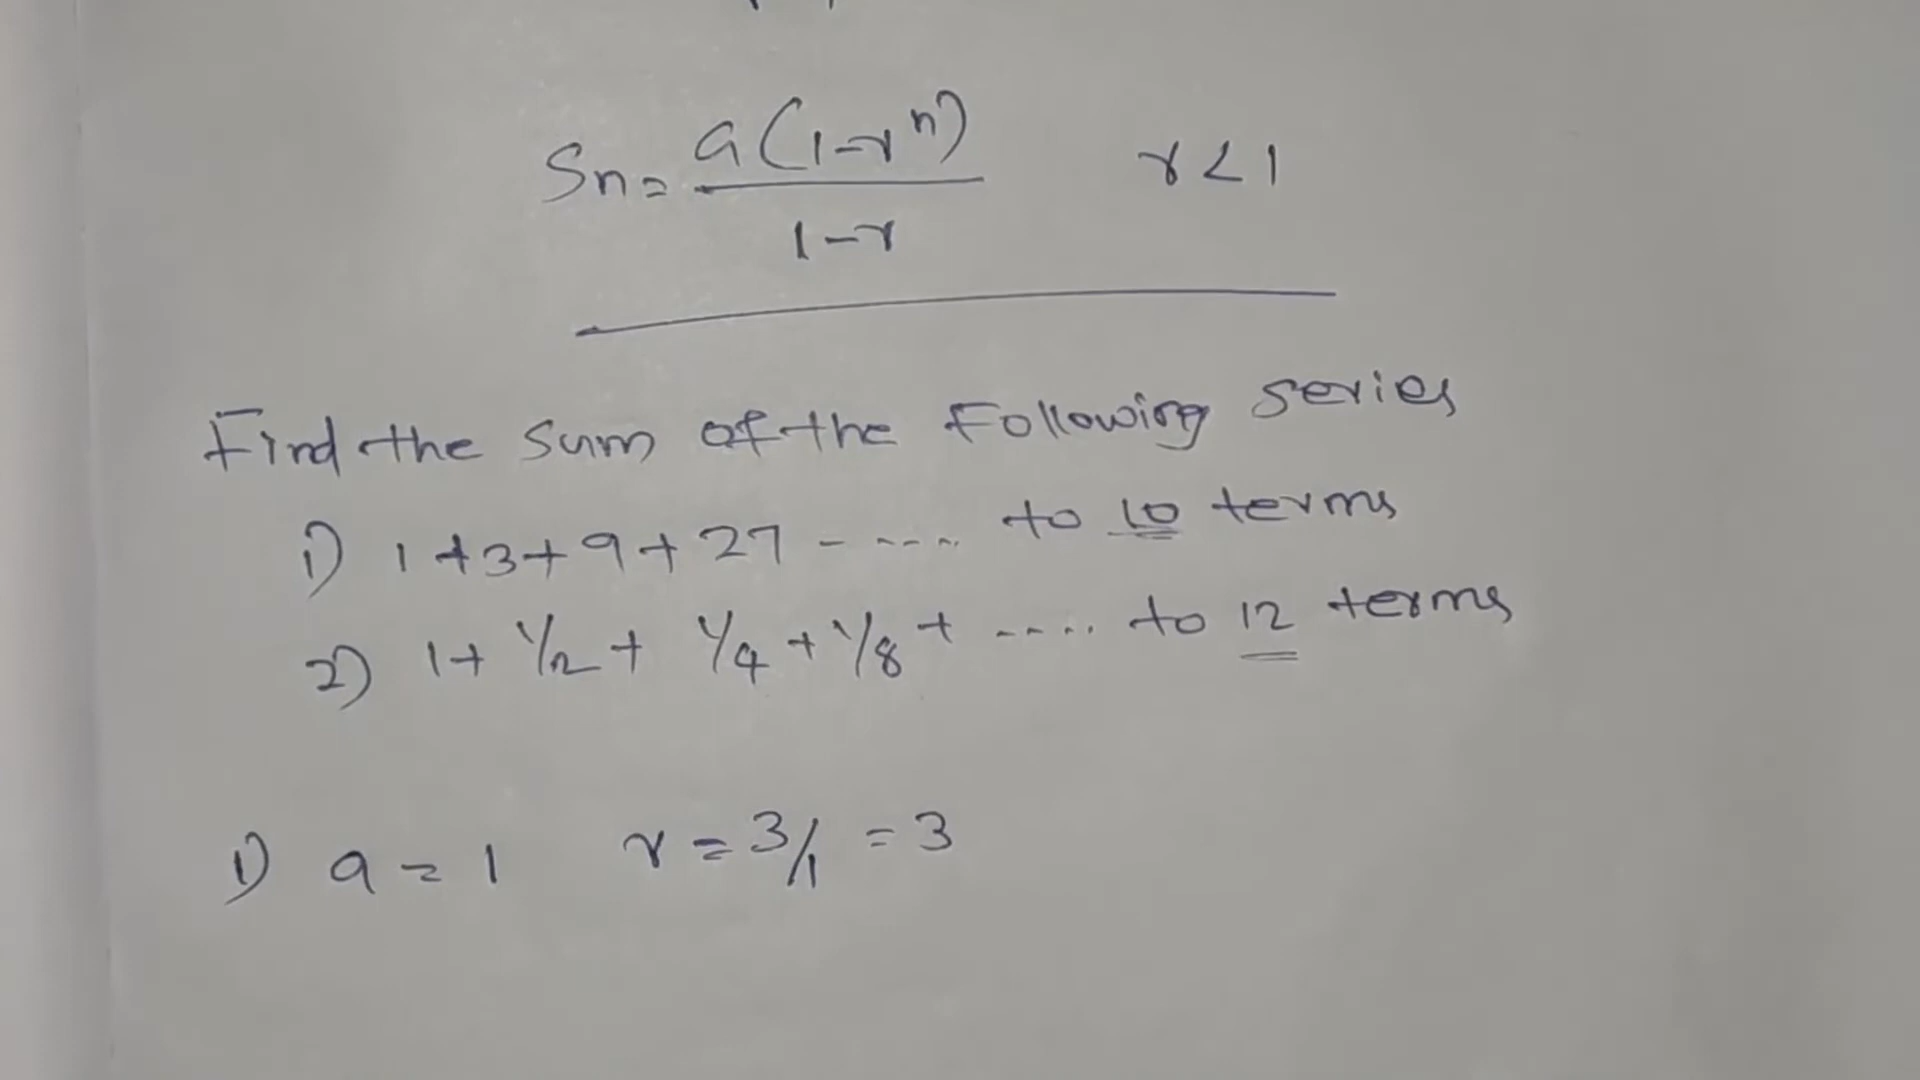 Sn = a(1-r^n) / 1-r    r < 1
Find the sum of the Following series
1) 1+3+9+27 - ---.. to 10 terms
2) 1+ 1/2 + 1/4 + 1/8 + ---.. to 12 terms
1) a = 1    r = 3/1 = 3